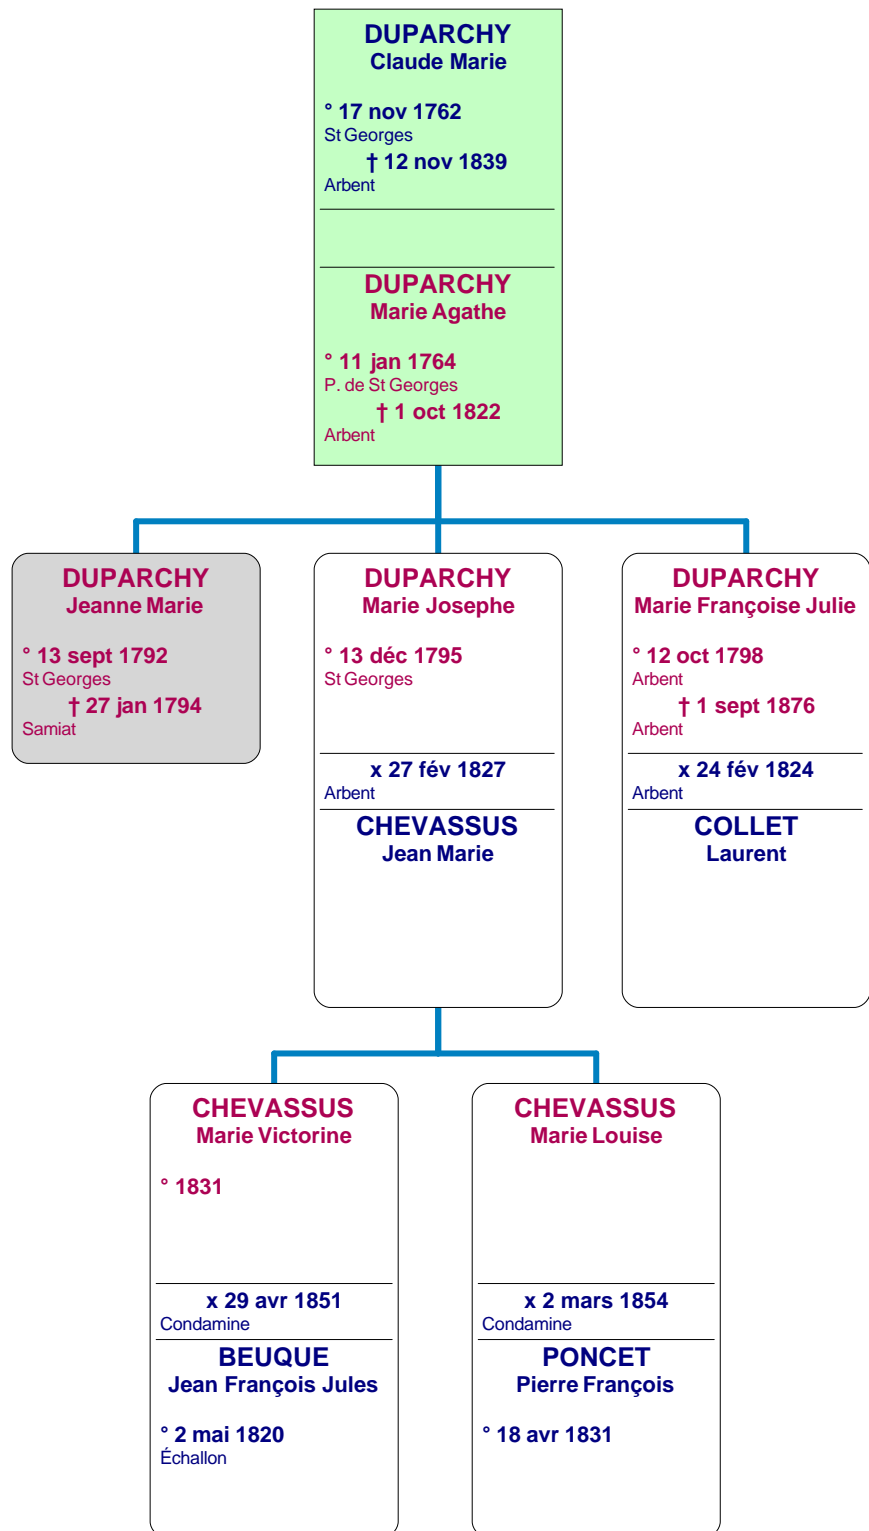 DUPARCHY
Claude Marie
° 17 nov 1762
St Georges
† 12 nov 1839
Arbent
DUPARCHY
Marie Agathe
° 11 jan 1764
P. de St Georges
† 1 oct 1822
Arbent
DUPARCHY
Jeanne Marie
° 13 sept 1792
St Georges
† 27 jan 1794
Samiat
DUPARCHY
Marie Josephe
° 13 déc 1795
St Georges
x 27 fév 1827
Arbent
CHEVASSUS
Jean Marie
DUPARCHY
Marie Françoise Julie
° 12 oct 1798
Arbent
† 1 sept 1876
Arbent
x 24 fév 1824
Arbent
COLLET
Laurent
CHEVASSUS
Marie Victorine
° 1831
x 29 avr 1851
Condamine
BEUQUE
Jean François Jules
° 2 mai 1820
Échallon
CHEVASSUS
Marie Louise
x 2 mars 1854
Condamine
PONCET
Pierre François
° 18 avr 1831